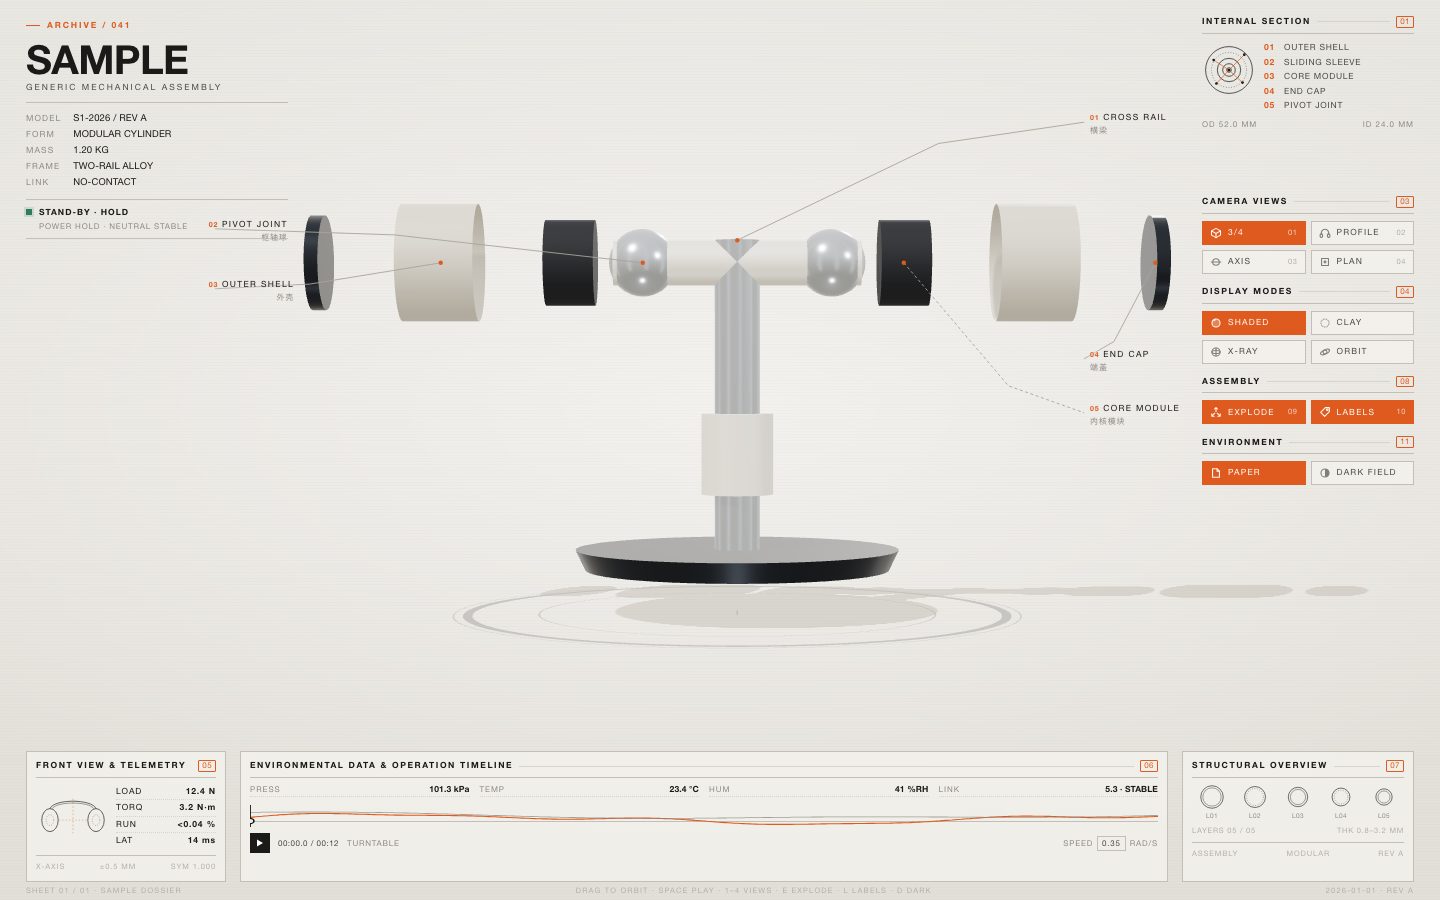 ARCHIVE / 041
SAMPLE
GENERIC MECHANICAL ASSEMBLY
MODEL S1-2026 / REV A
FORM MODULAR CYLINDER
MASS 1.20 KG
FRAME TWO-RAIL ALLOY
LINK NO-CONTACT
STAND-BY · HOLD
POWER HOLD · NEUTRAL STABLE
02 PIVOT JOINT
枢轴球
03 OUTER SHELL
外壳
01 CROSS RAIL
横梁
04 END CAP
端盖
05 CORE MODULE
内核模块
INTERNAL SECTION 01
01 OUTER SHELL
02 SLIDING SLEEVE
03 CORE MODULE
04 END CAP
05 PIVOT JOINT
OD 52.0 MM ID 24.0 MM
CAMERA VIEWS 03
3/4 01 PROFILE 02
AXIS 03 PLAN 04
DISPLAY MODES 04
SHADED CLAY
X-RAY ORBIT
ASSEMBLY 08
EXPLODE 09 LABELS 10
ENVIRONMENT 11
PAPER DARK FIELD
FRONT VIEW & TELEMETRY 05
LOAD 12.4 N
TORQ 3.2 N·m
RUN <0.04 %
LAT 14 ms
X-AXIS ±0.5 MM SYM 1.000
ENVIRONMENTAL DATA & OPERATION TIMELINE 06
PRESS 101.3 kPa TEMP 23.4 °C HUM 41 %RH LINK 5.3 · STABLE
00:00.0 / 00:12 TURNTABLE SPEED 0.35 RAD/S
STRUCTURAL OVERVIEW 07
L01 L02 L03 L04 L05
LAYERS 05 / 05 THK 0.8–3.2 MM
ASSEMBLY MODULAR REV A
SHEET 01 / 01 · SAMPLE DOSSIER
DRAG TO ORBIT · SPACE PLAY · 1–4 VIEWS · E EXPLODE · L LABELS · D DARK
2026-01-01 · REV A